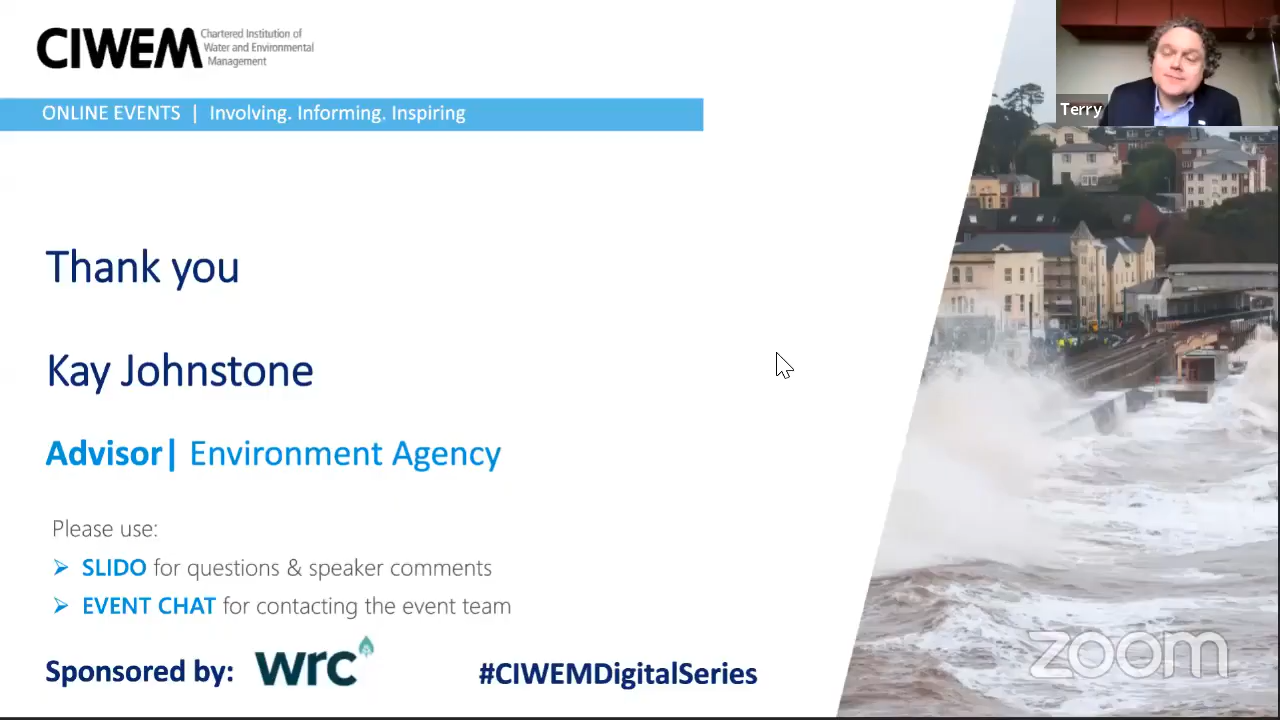 CIWEM
Chartered Institution of
Water and Environmental
Management
ONLINE EVENTS | Involving. Informing. Inspiring
Terry
Thank you
Kay Johnstone
Advisor| Environment Agency
Please use:
SLIDO for questions & speaker comments
EVENT CHAT for contacting the event team
Sponsored by: wrc #CIWEMDigitalSeries
zoom